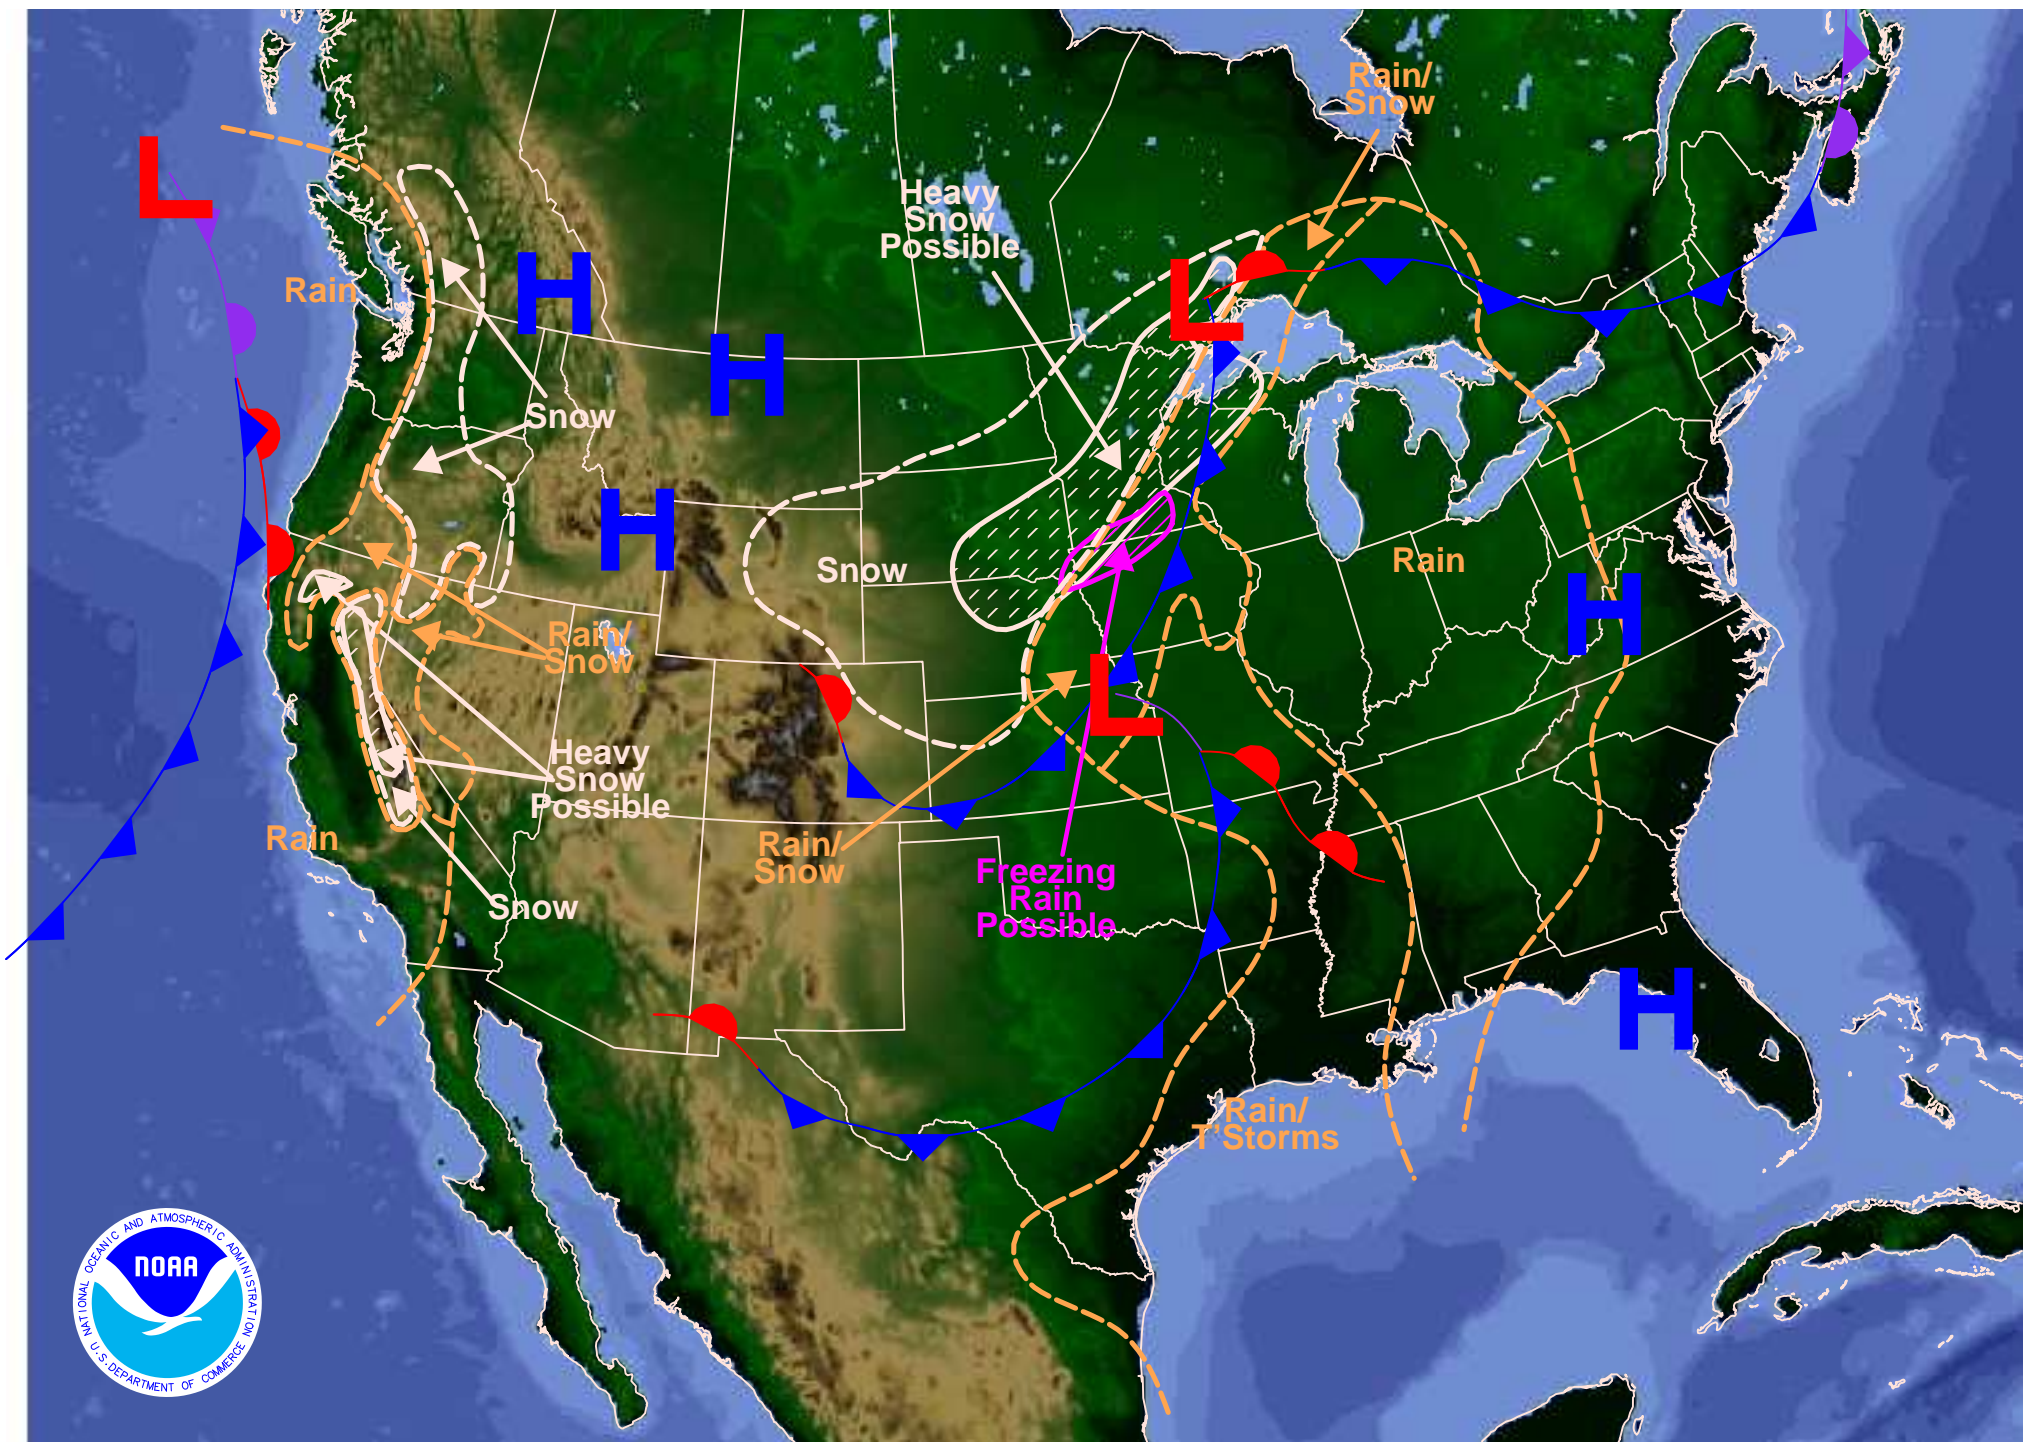 Rain/
Snow
L
Heavy
Snow
Possible
H
L
Rain
H
Snow
H
Snow
Rain
H
Rain/
Snow
L
Heavy
Snow
Possible
Rain
Rain/
Snow
Freezing
Rain
Possible
Snow
H
Rain/
T'Storms
NATIONAL OCEANIC AND ATMOSPHERIC ADMINISTRATION
NOAA
U.S. DEPARTMENT OF COMMERCE